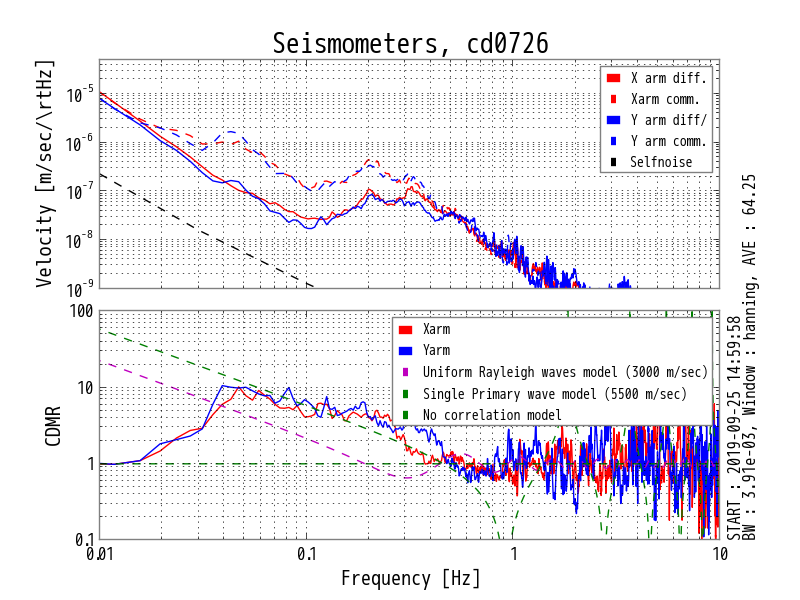 Seismometers, cd0726
Velocity [m/sec/\rtHz]
10^-5
10^-6
10^-7
10^-8
10^-9
X arm diff.
Xarm comm.
Y arm diff/
Y arm comm.
Selfnoise
CDMR
100
10
1
0.1
Xarm
Yarm
Uniform Rayleigh waves model (3000 m/sec)
Single Primary wave model (5500 m/sec)
No correlation model
0.01
0.1
1
10
Frequency [Hz]
START : 2019-09-25 14:59:58
BW : 3.91e-03, Window : hanning, AVE : 64.25